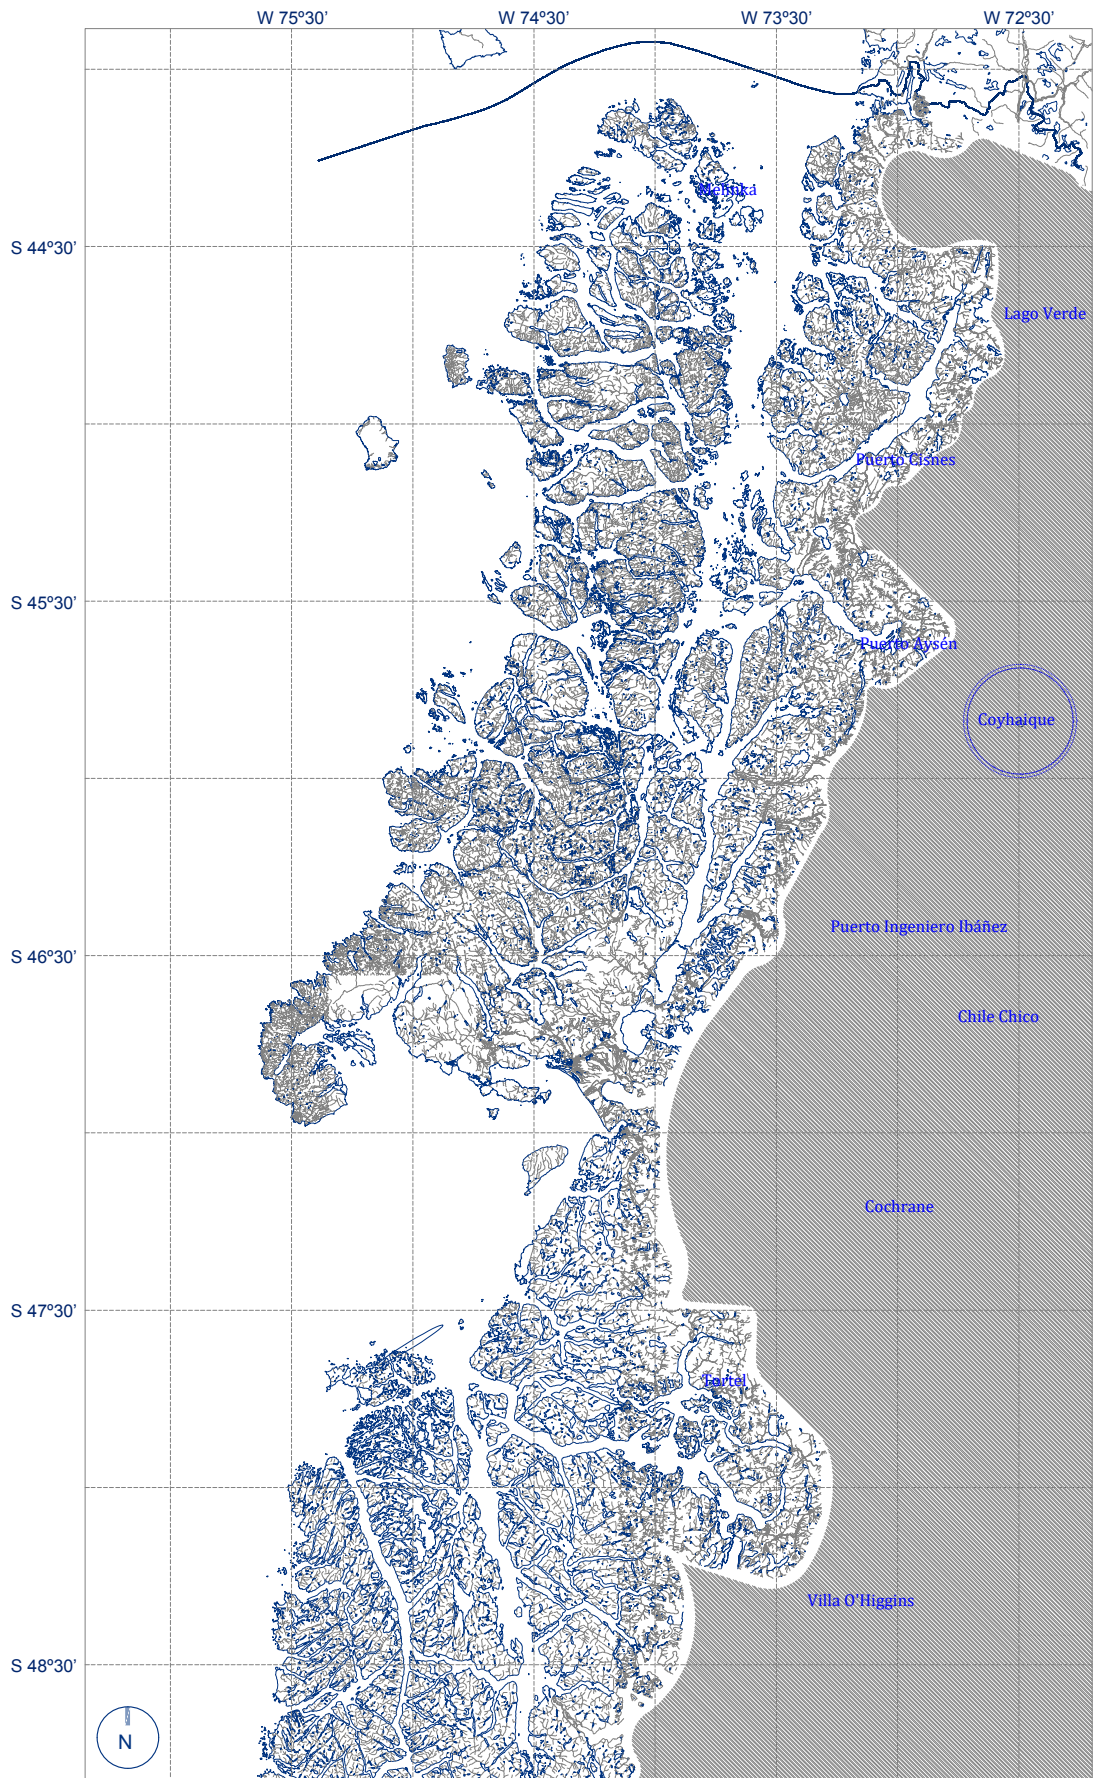 W 75°30’
W 74°30’
W 73°30’
W 72°30’
Melinka
S 44°30’
Lago Verde
Puerto Cisnes
S 45°30’
Puerto Aysén
Coyhaique
Puerto Ingeniero Ibáñez
S 46°30’
Chile Chico
Cochrane
S 47°30’
Tortel
Villa O'Higgins
S 48°30’
N